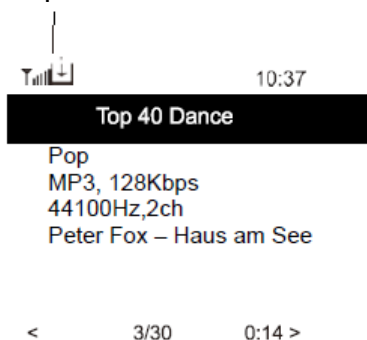 10:37
Top 40 Dance
Pop
MP3, 128Kbps
44100Hz,2ch
Peter Fox – Haus am See
< 3/30 0:14 >